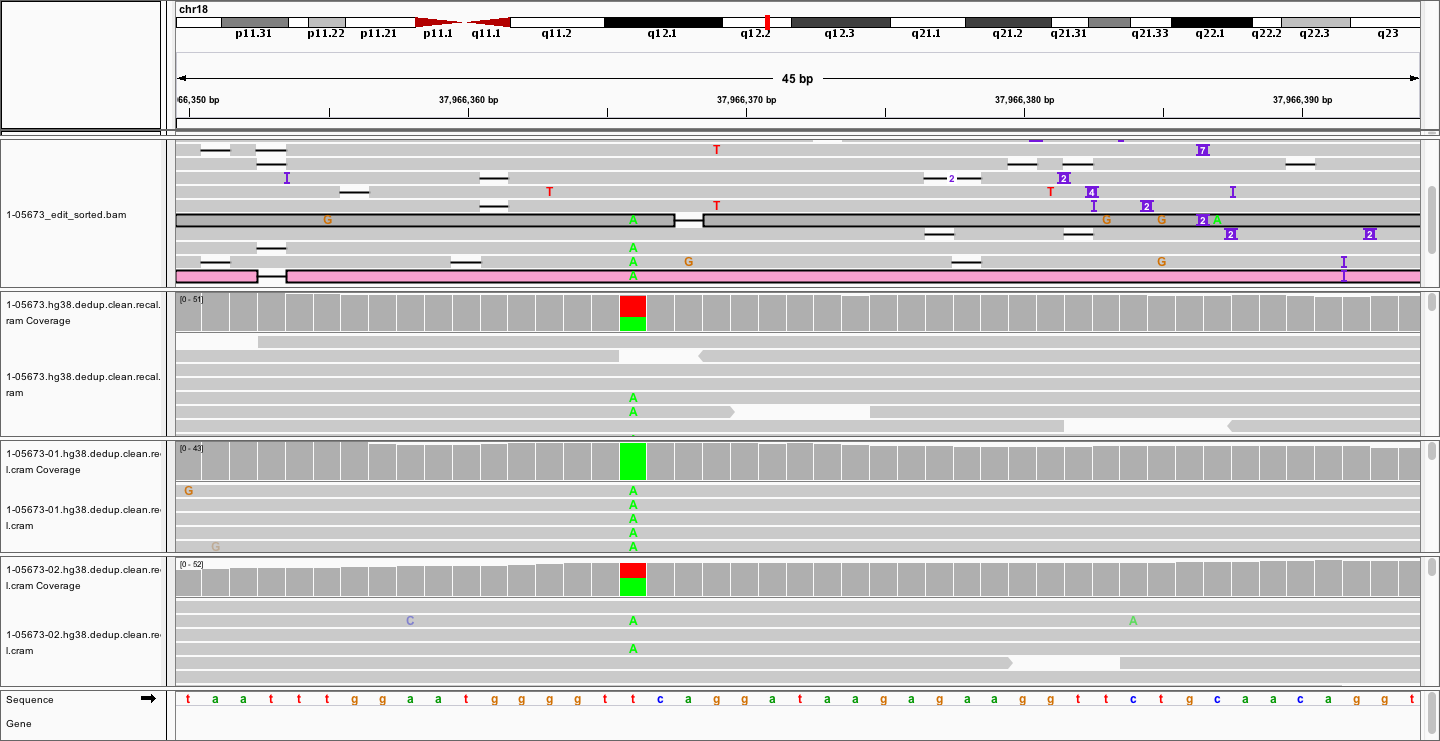 chr18
p11.31 p11.22 p11.21 p11.1 q11.1 q11.2 q12.1 q12.2 q12.3 q21.1 q21.2 q21.31 q21.33 q22.1 q22.2 q22.3 q23
45 bp
66,350 bp 37,966,360 bp 37,966,370 bp 37,966,380 bp 37,966,390 bp
T 7
I 2 2
T T 4 I
T I 2
G A G G 2 A
2 2
A
A G G I
A I
1-05673_edit_sorted.bam
1-05673.hg38.dedup.clean.recal.
ram Coverage
[0 - 51]
1-05673.hg38.dedup.clean.recal.
ram
A
A
1-05673-01.hg38.dedup.clean.re
l.cram Coverage
[0 - 43]
1-05673-01.hg38.dedup.clean.re
l.cram
G A
A
A
A
G A
1-05673-02.hg38.dedup.clean.re
l.cram Coverage
[0 - 52]
1-05673-02.hg38.dedup.clean.re
l.cram
C A A
A
Sequence t a a t t t g g a a t g g g g t t c a g g a t a a g a g a a g g t t c t g c a a c a g g t
Gene